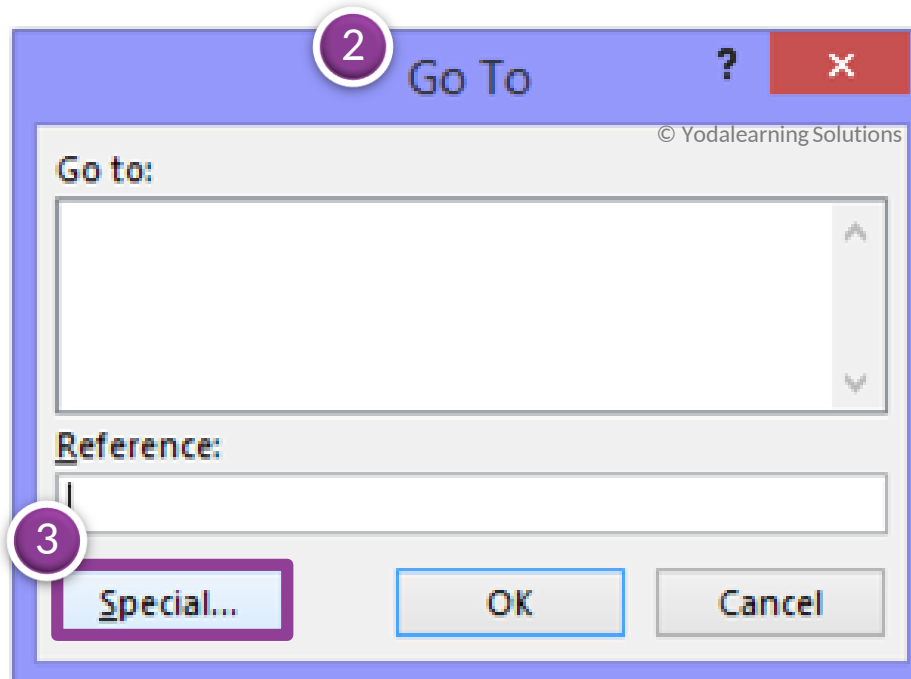 2
Go To
?
x
© Yodalearning Solutions
Go to:
Reference:
3
Special...
OK
Cancel